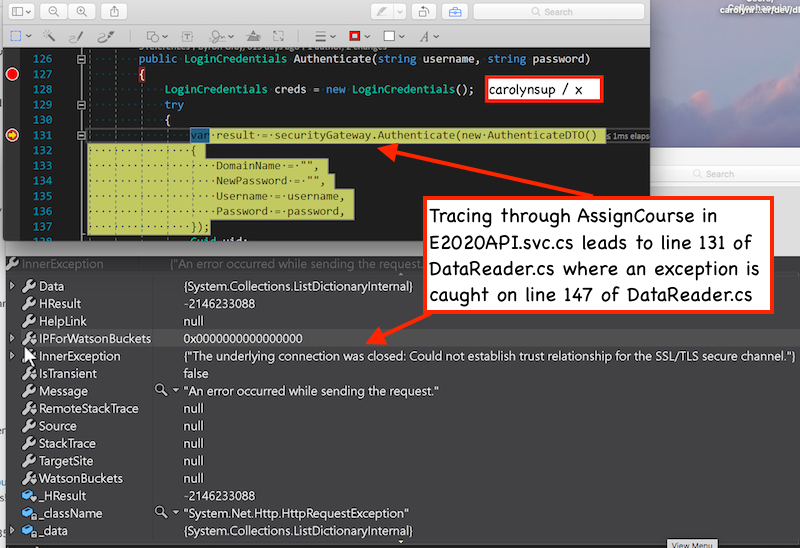 Search
carolynr...er/dev/d
126 public LoginCredentials Authenticate(string username, string password)
127 {
128 LoginCredentials creds = new LoginCredentials();
carolynsup / x
129 try
130 {
131 var result = securityGateway.Authenticate(new AuthenticateDTO() ≤ 1ms elaps
132 {
133 DomainName = "",
134 NewPassword = "",
135 Username = username,
136 Password = password,
137 });
Search
Tracing through AssignCourse in
E2020API.svc.cs leads to line 131 of
DataReader.cs where an exception is
caught on line 147 of DataReader.cs
InnerException {"An error occurred while sending the request.
Data {System.Collections.ListDictionaryInternal}
HResult -2146233088
HelpLink null
IPForWatsonBuckets 0x0000000000000000
InnerException {"The underlying connection was closed: Could not establish trust relationship for the SSL/TLS secure channel."}
IsTransient false
Message "An error occurred while sending the request."
RemoteStackTrace null
Source null
StackTrace null
TargetSite null
WatsonBuckets null
_HResult -2146233088
_className "System.Net.Http.HttpRequestException"
_data {System.Collections.ListDictionaryInternal}
View Menu